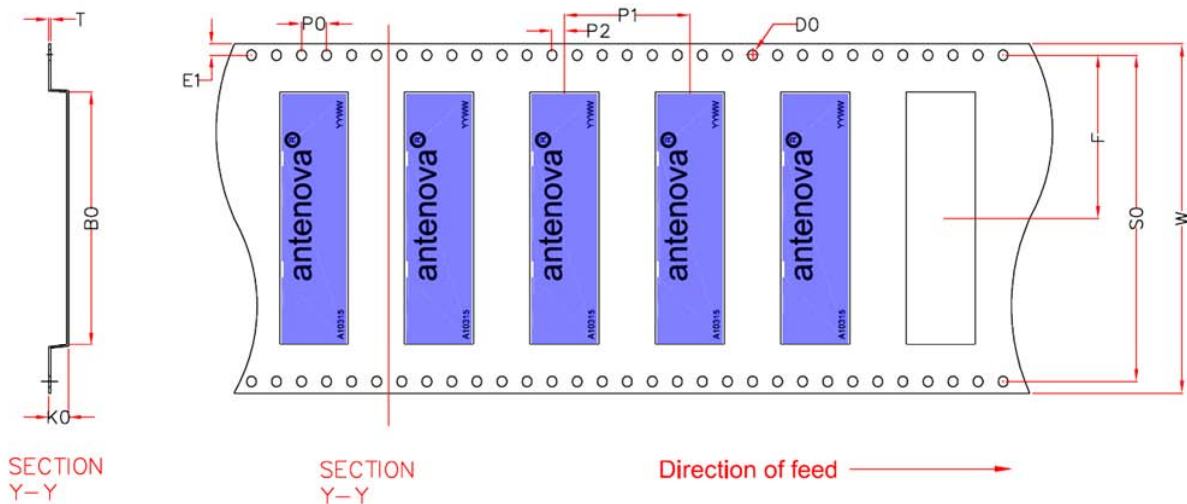 T
P0
P1
P2
D0
E1
B0
K0
F
S0
W
antenova®
YYWW
A10315
antenova®
YYWW
A10315
antenova®
YYWW
A10315
antenova®
YYWW
A10315
antenova®
YYWW
A10315
SECTION
Y-Y
SECTION
Y-Y
Direction of feed